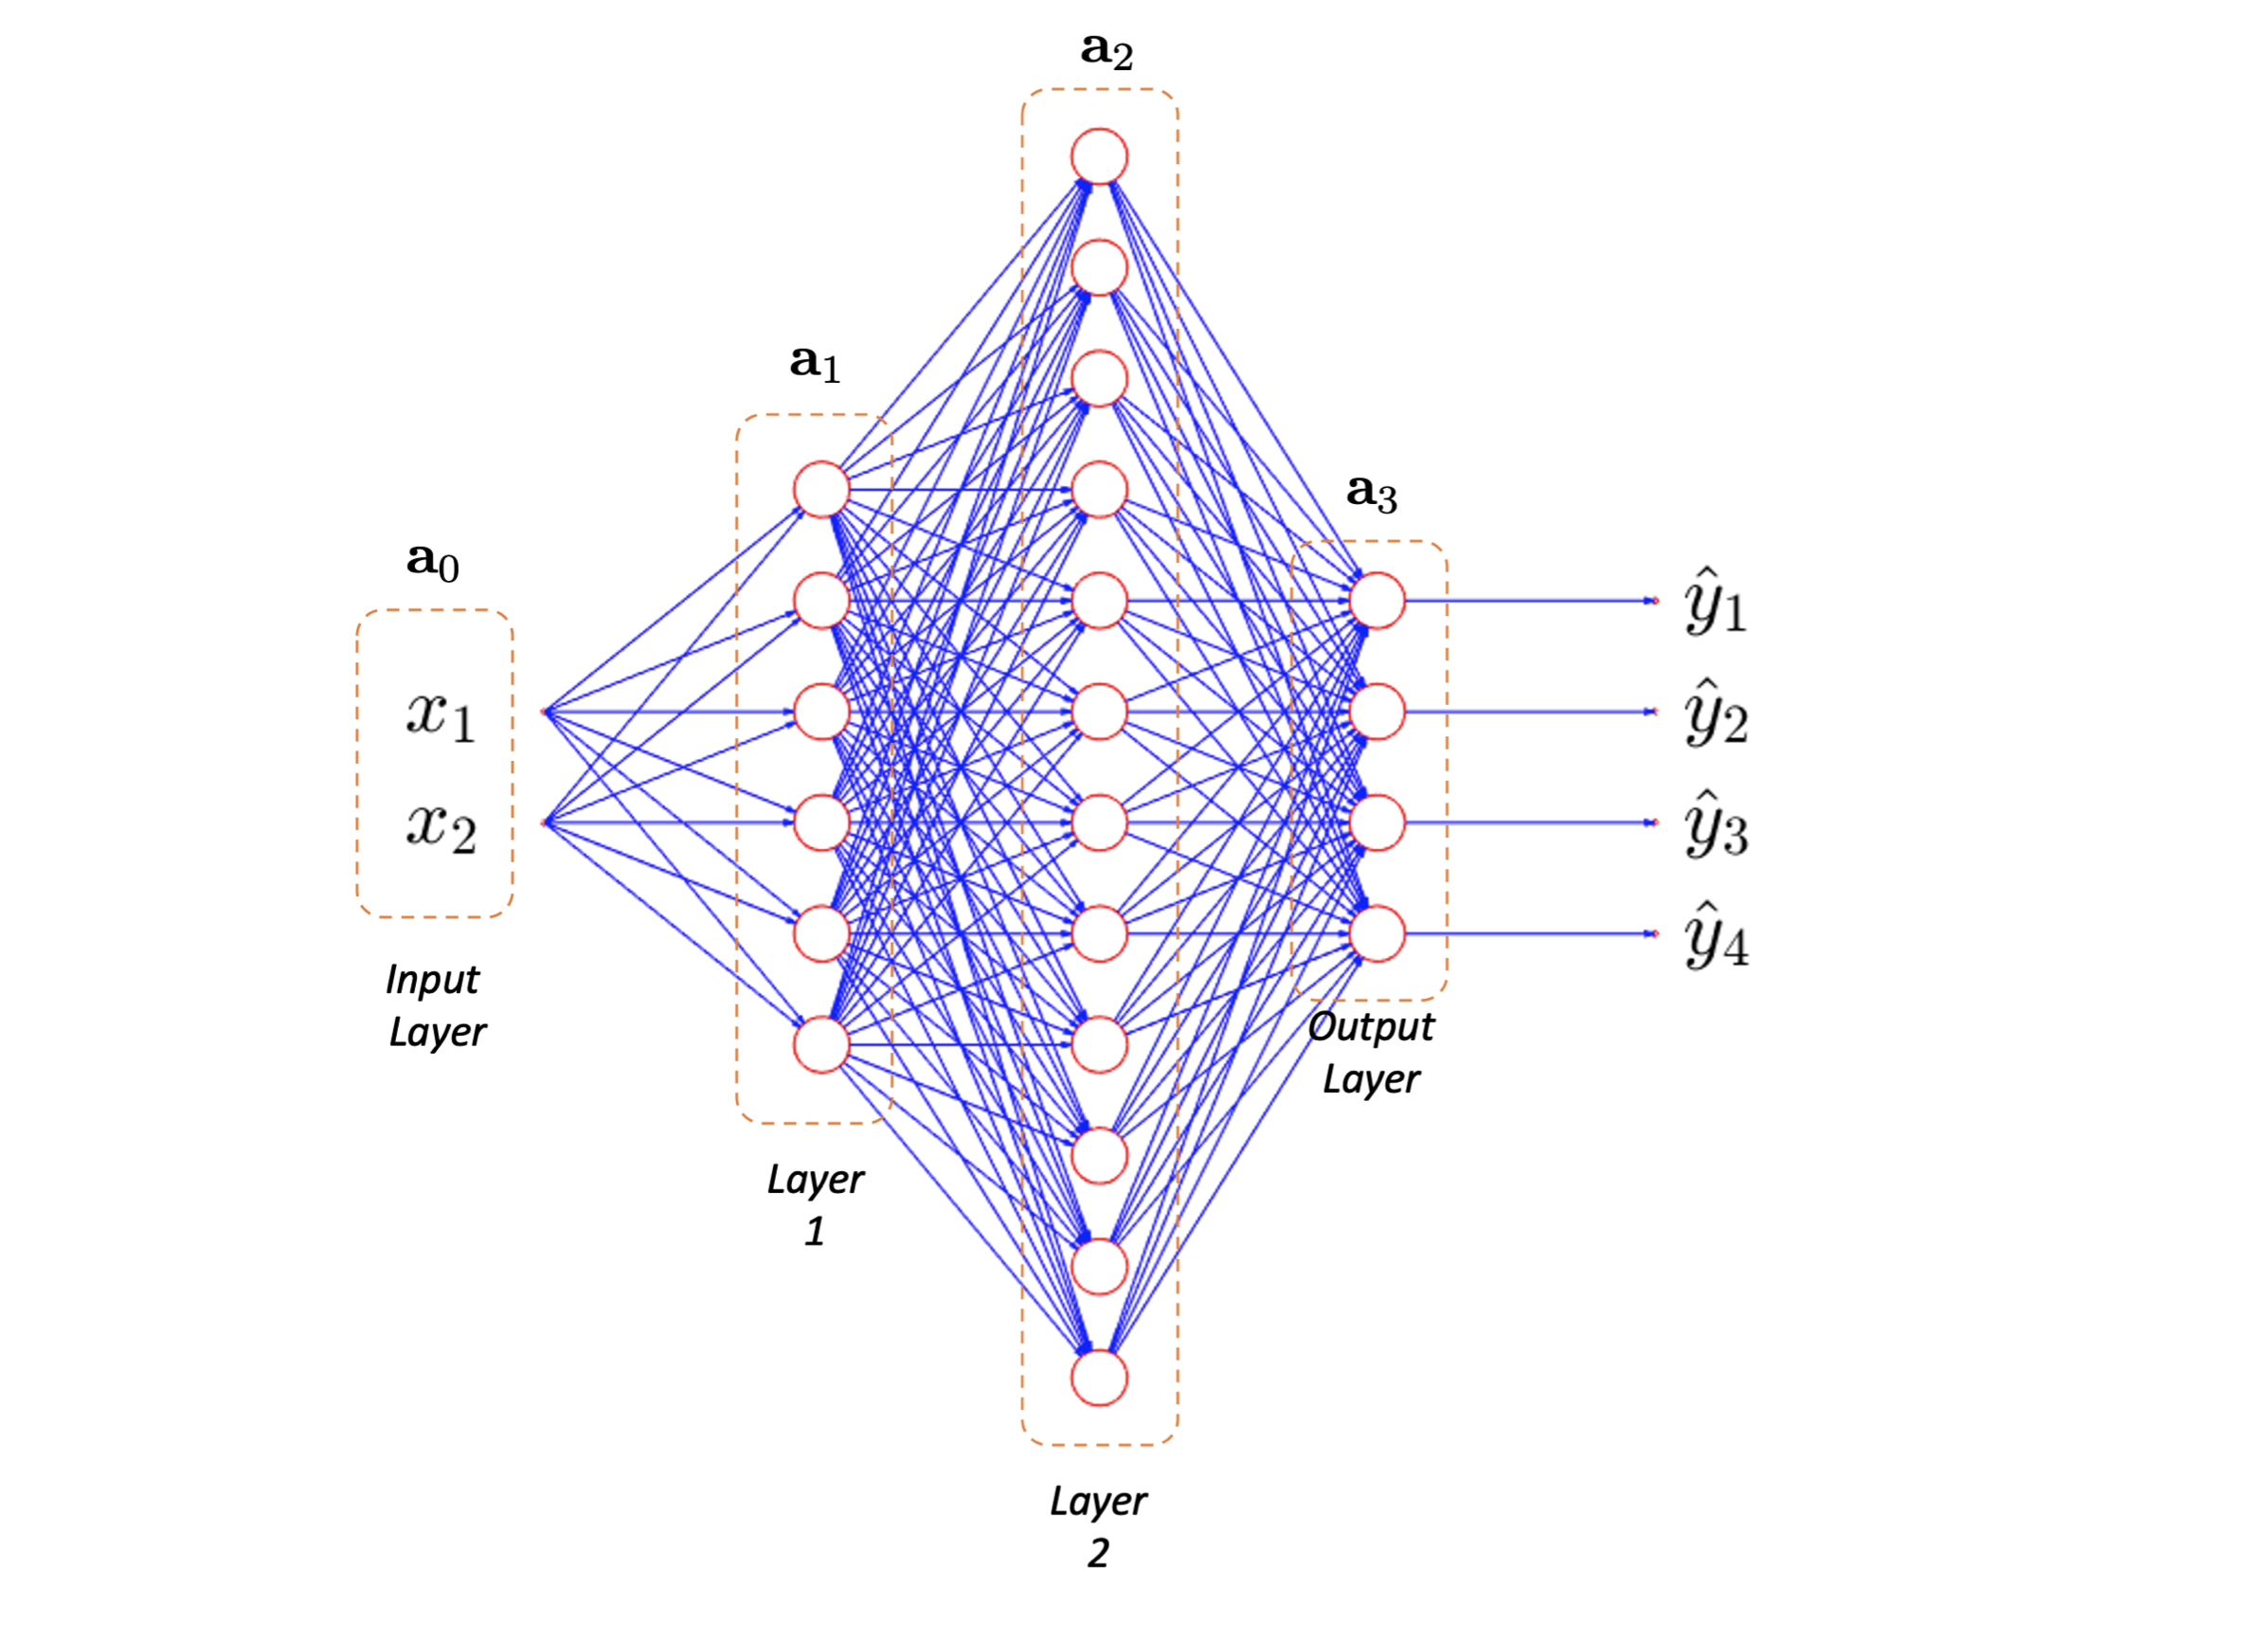 a₂
a₁
a₃
a₀
ŷ₁
x₁
ŷ₂
x₂
ŷ₃
ŷ₄
Input
Layer
Output
Layer
Layer
1
Layer
2